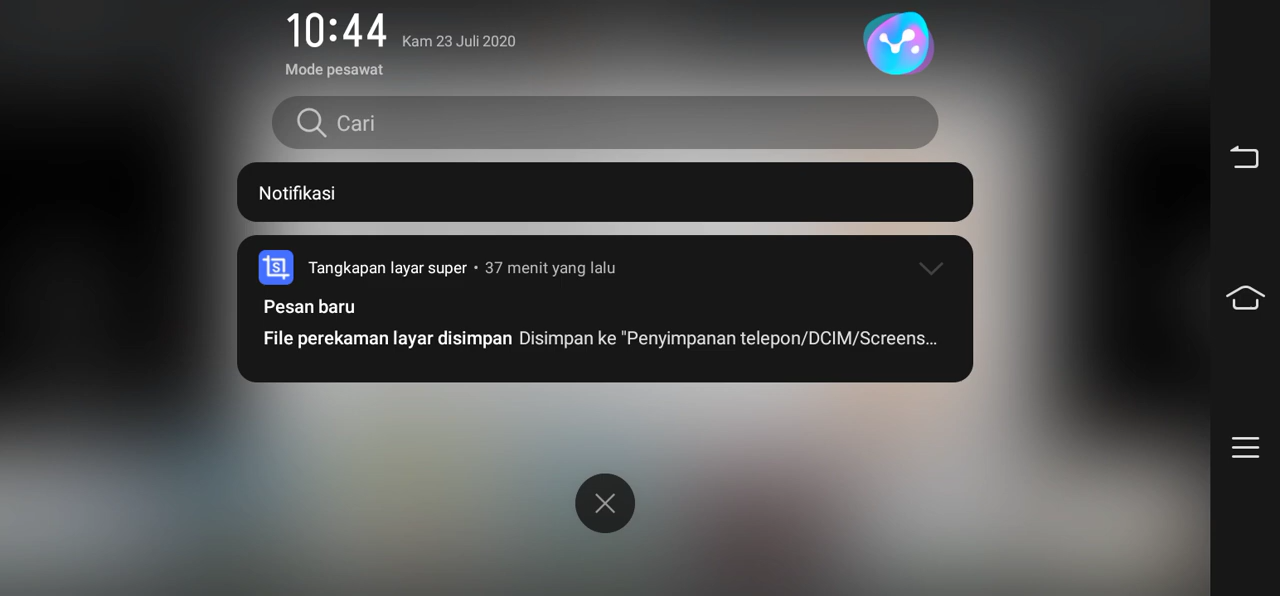 10:44 Kam 23 Juli 2020
Mode pesawat
Cari
Notifikasi
Tangkapan layar super • 37 menit yang lalu
Pesan baru
File perekaman layar disimpan Disimpan ke "Penyimpanan telepon/DCIM/Screens...